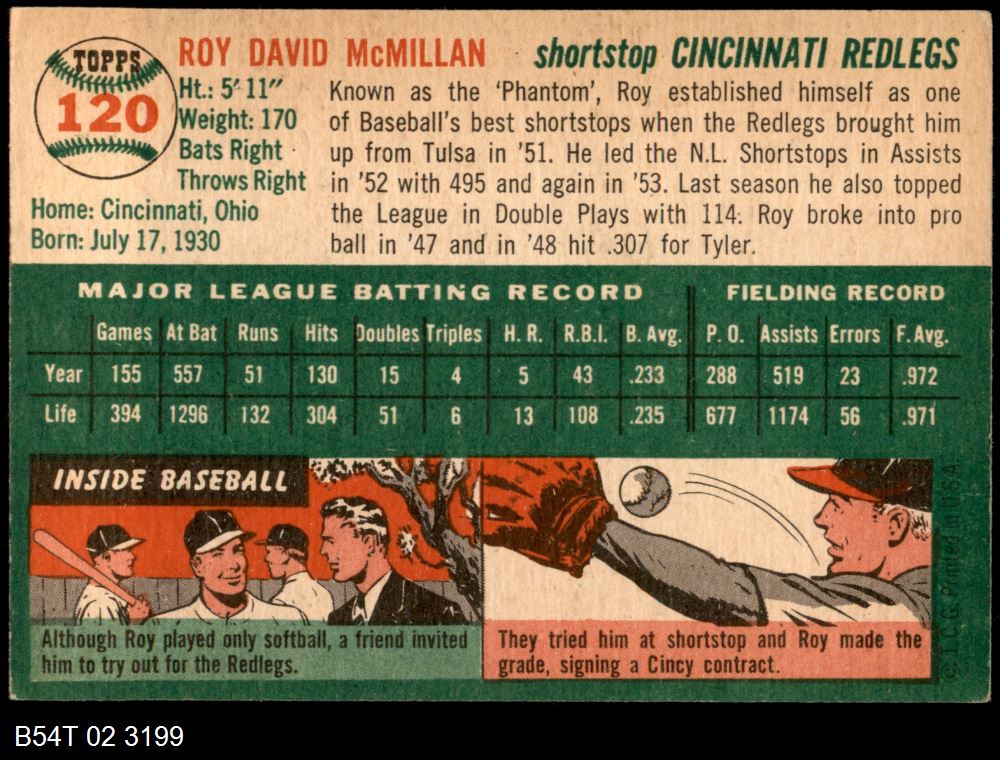 TOPPS
120
ROY DAVID McMILLAN shortstop CINCINNATI REDLEGS
Ht.: 5' 11"
Weight: 170
Bats Right
Throws Right
Home: Cincinnati, Ohio
Born: July 17, 1930
Known as the 'Phantom', Roy established himself as one
of Baseball's best shortstops when the Redlegs brought him
up from Tulsa in '51. He led the N.L. Shortstops in Assists
in '52 with 495 and again in '53. Last season he also topped
the League in Double Plays with 114. Roy broke into pro
ball in '47 and in '48 hit .307 for Tyler.
MAJOR LEAGUE BATTING RECORD FIELDING RECORD
Games At Bat Runs Hits Doubles Triples H. R. R.B.I. B. Avg. P. O. Assists Errors F. Avg.
Year 155 557 51 130 15 4 5 43 .233 288 519 23 .972
Life 394 1296 132 304 51 6 13 108 .235 677 1174 56 .971
INSIDE BASEBALL
Although Roy played only softball, a friend invited
him to try out for the Redlegs.
They tried him at shortstop and Roy made the
grade, signing a Cincy contract.
© T.C.G. Printed in U.S.A.
B54T 02 3199